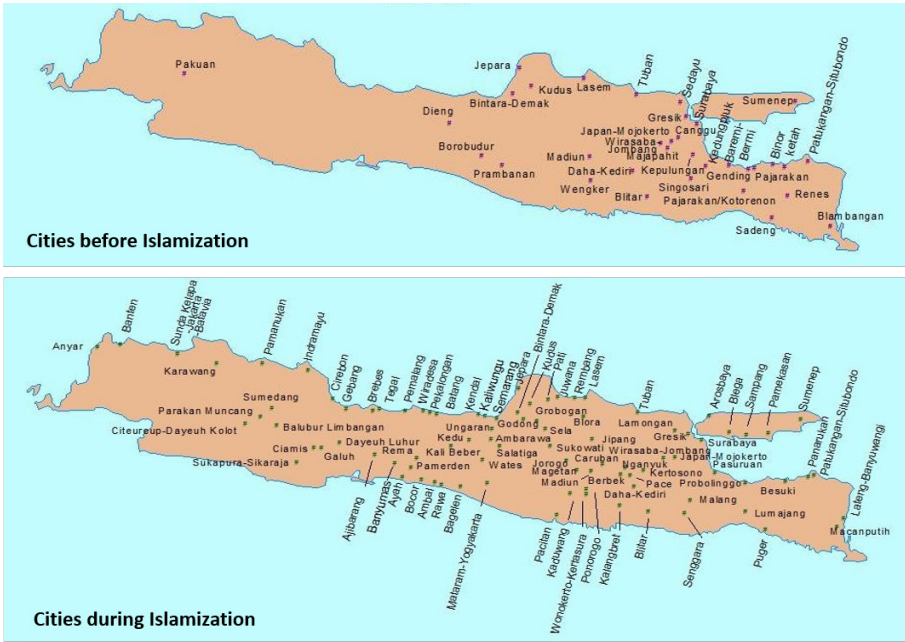 Pakuan
Jepara
Kudus
Lasem
Tuban
Sedayu
Surabaya
Bintara-Demak
Dieng
Gresik
Sumenep
Japan-Mojokerto
Canggu
Wirasaba-
Jombang
Majapahit
Kedungpluk
Baremi-
Bermi
Binor
ketah
Patukangan-Situbondo
Borobudur
Prambanan
Madiun
Daha-Kediri
Kepulungan
Gending
Pajarakan
Wengker
Blitar
Singosari
Pajarakan/Kotorenon
Renes
Sadeng
Blambangan
Cities before Islamization
Anyar
Banten
Sunda Kelapa
-Jakarta
-Batavia
Karawang
Pamanukan
Indramayu
Cirebon
Gebang
Brebes
Tegal
Pemalang
Wiradesa
Pekalongan
Batang
Kendal
Kaliwungu
Semarang
Jepara
Bintara-Demak
Kudus
Pati
Juwana
Rembang
Lasem
Tuban
Arosbaya
Blega
Sampang
Pamekasan
Sumenep
Panarukan
Patukangan-Situbondo
Lateng-Banyuwangi
Sumedang
Parakan Muncang
Citeureup-Dayeuh Kolot
Balubur Limbangan
Ciamis
Galuh
Sukapura-Sikaraja
Dayeuh Luhur
Rema
Kali Beber
Pamerden
Ungaran
Kedu
Godong
Grobogan
Ambarawa
Salatiga
Wates
Sela
Sukowati
Blora
Jipang
Lamongan
Gresik
Surabaya
Wirasaba-Jombang
Japan-Mojokerto
Pasuruan
Jorogo
Caruban
Magetan
Nganyuk
Kertosono
Madiun
Berbek
Pace
Daha-Kediri
Probolinggo
Malang
Besuki
Lumajang
Macanputih
Ajibarang
Banyumas
Ayah
Bocor
Ambal
Rawa
Bagelen
Mataram-Yogyakarta
Pacitan
Kaduwang
Wonokerto-Kertasura
Ponorogo
Kalangbret
Blitar
Senggara
Puger
Cities during Islamization